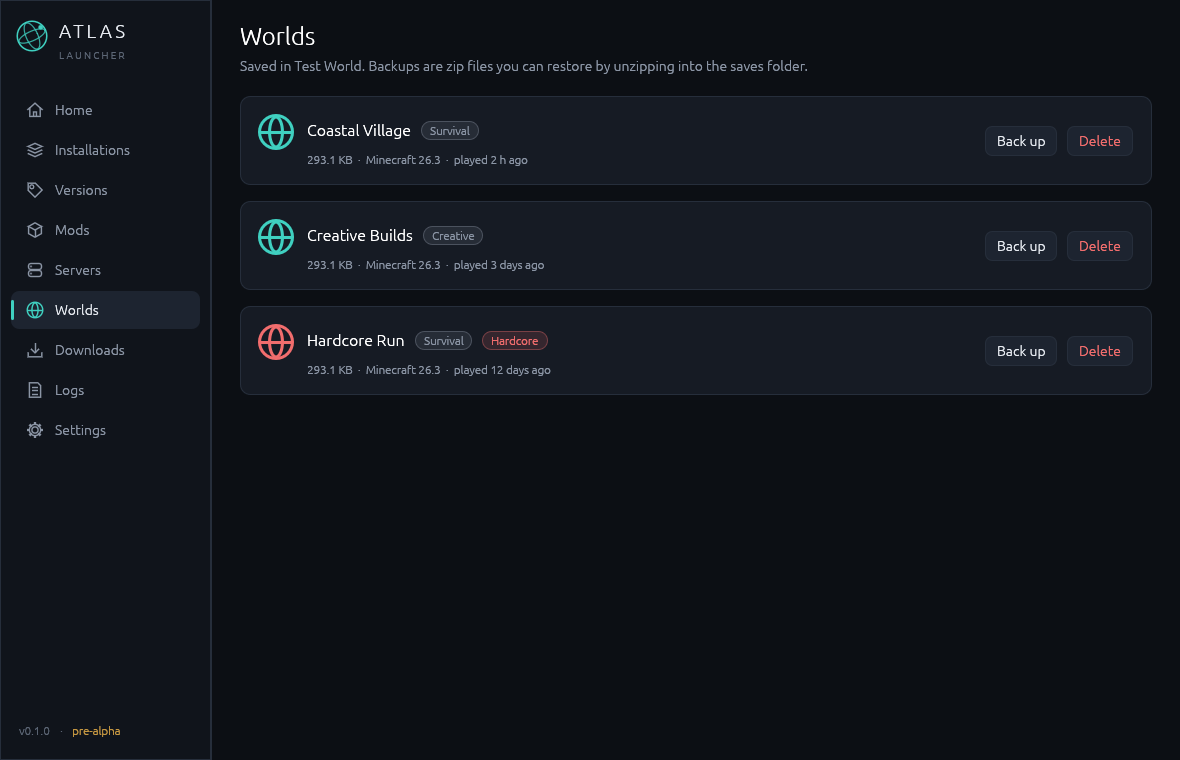 ATLAS
LAUNCHER
Home
Installations
Versions
Mods
Servers
Worlds
Downloads
Logs
Settings
v0.1.0 · pre-alpha
Worlds
Saved in Test World. Backups are zip files you can restore by unzipping into the saves folder.
Coastal Village Survival
293.1 KB · Minecraft 26.3 · played 2 h ago
Back up Delete
Creative Builds Creative
293.1 KB · Minecraft 26.3 · played 3 days ago
Back up Delete
Hardcore Run Survival Hardcore
293.1 KB · Minecraft 26.3 · played 12 days ago
Back up Delete